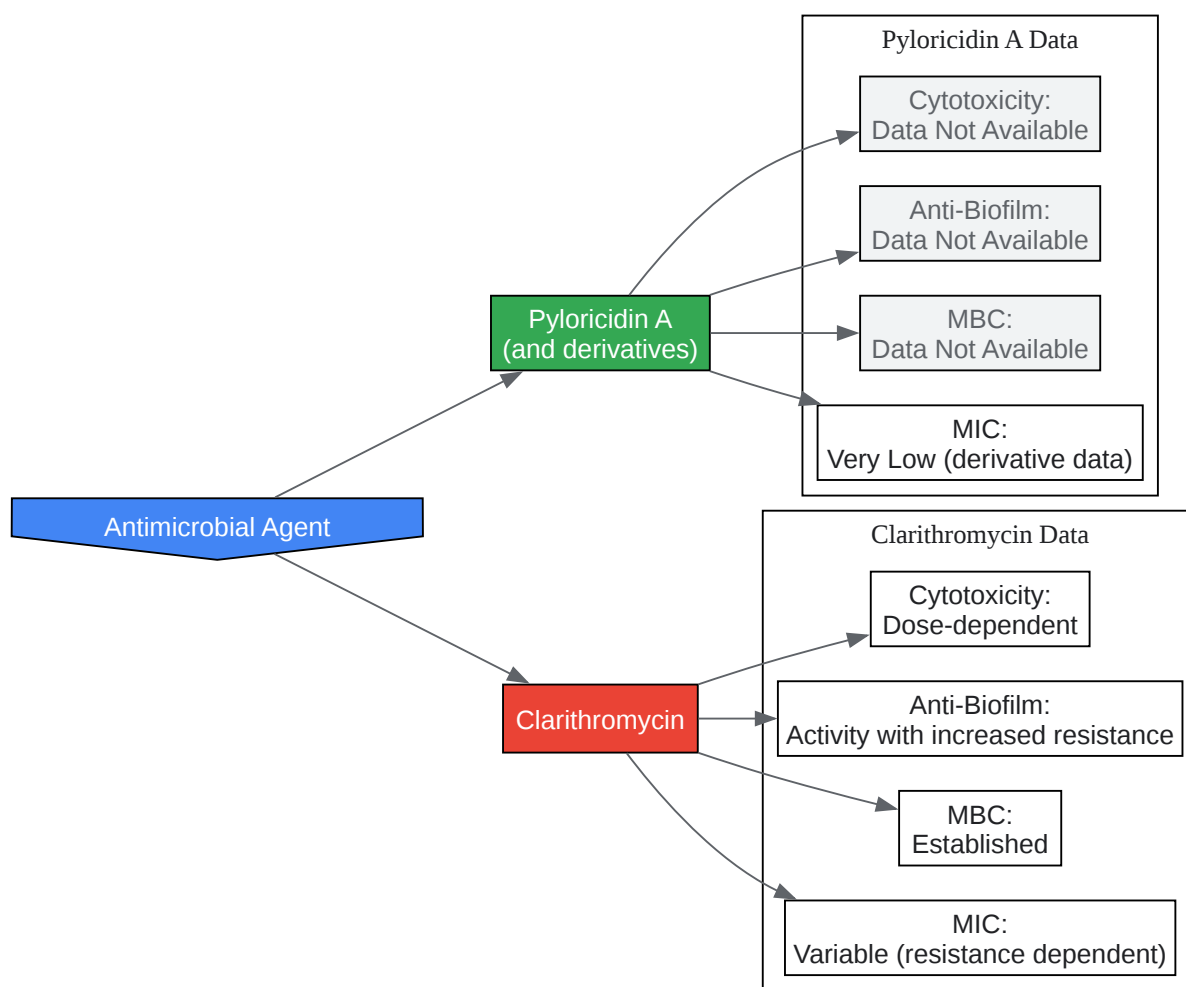 Pyloricidin A Data
Cytotoxicity:
Data Not Available
Anti-Biofilm:
Data Not Available
Pyloricidin A
(and derivatives)
MBC:
Data Not Available
MIC:
Very Low (derivative data)
Antimicrobial Agent
Clarithromycin Data
Cytotoxicity:
Dose-dependent
Clarithromycin
Anti-Biofilm:
Activity with increased resistance
MBC:
Established
MIC:
Variable (resistance dependent)